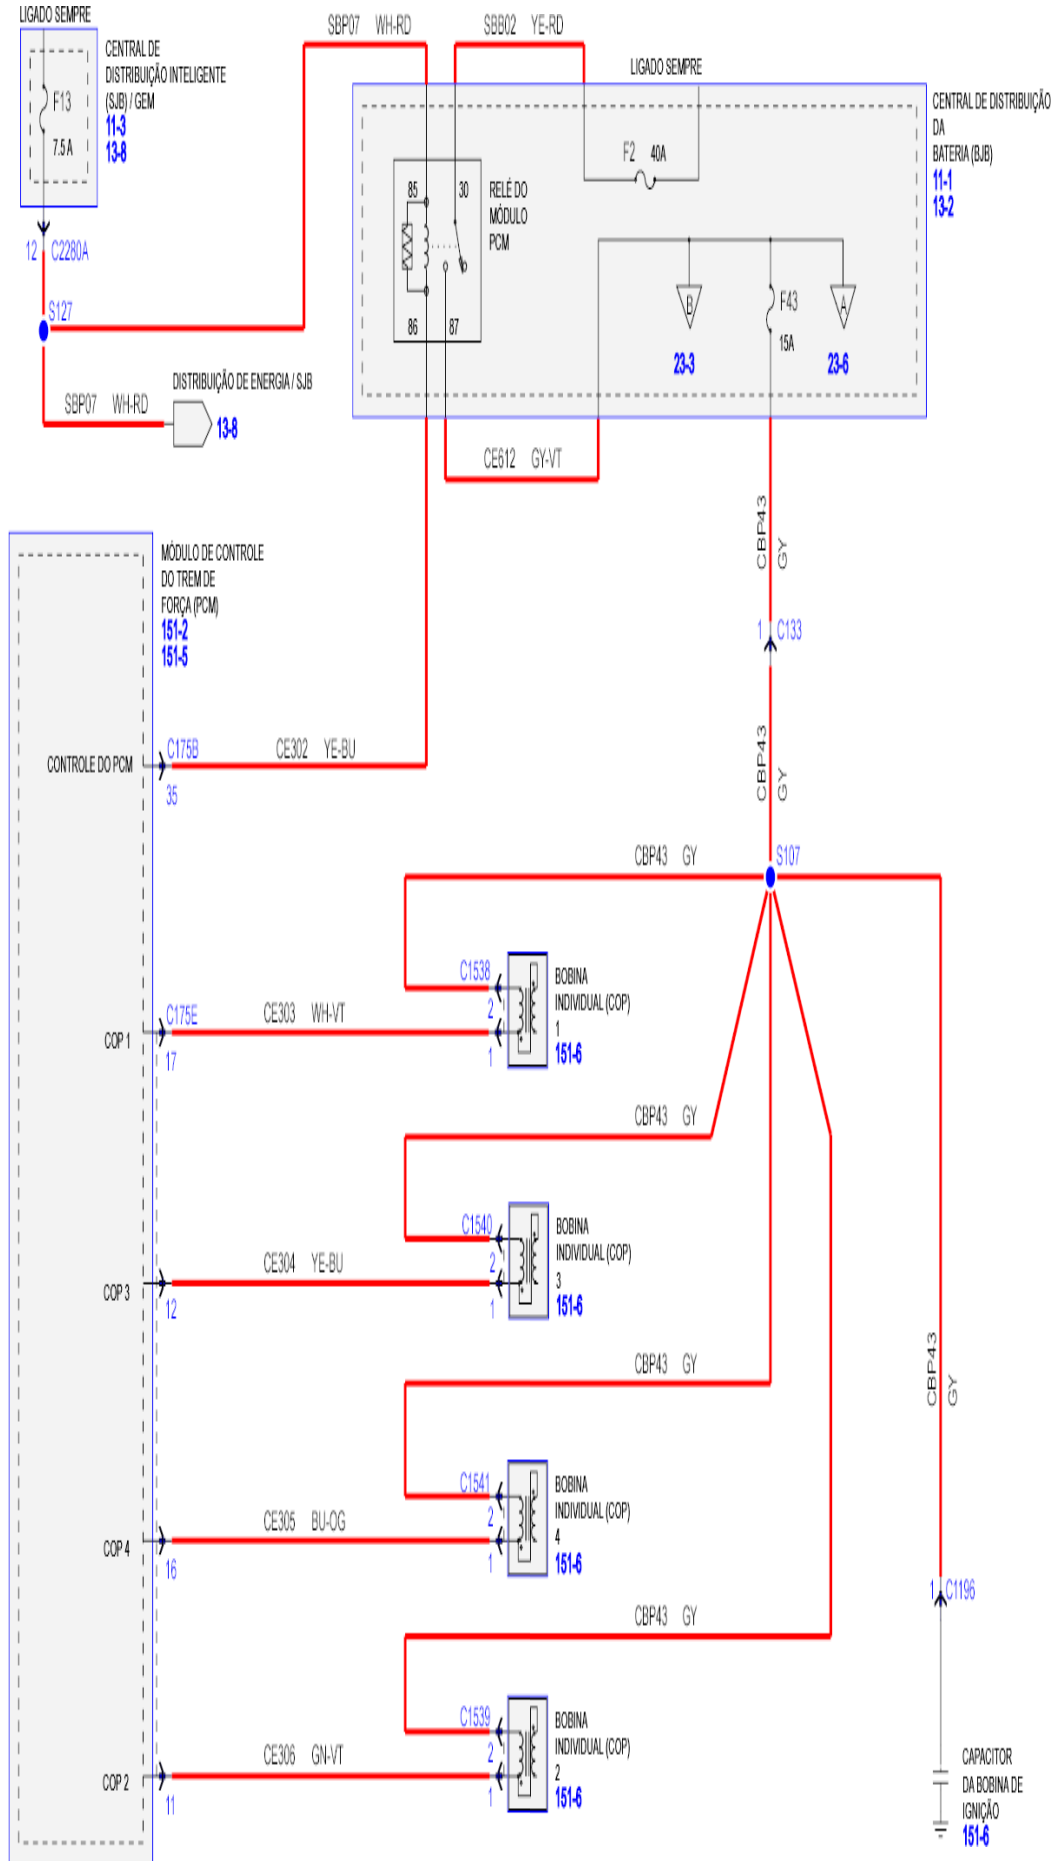 LIGADO SEMPRE
F13
7.5 A
CENTRAL DE
DISTRIBUIÇÃO INTELIGENTE
(SJB) / GEM
11-3
13-8
12 C2280A
S127
SBP07 WH-RD
DISTRIBUIÇÃO DE ENERGIA / SJB
13-8
SBP07 WH-RD
SBB02 YE-RD
LIGADO SEMPRE
CENTRAL DE DISTRIBUIÇÃO
DA
BATERIA (BJB)
11-1
13-2
F2 40A
85 30
RELÉ DO
MÓDULO
PCM
86 87
B
23-3
F43
15A
A
23-6
CE612 GY-VT
CBP43
GY
1 C133
CBP43
GY
S107
MÓDULO DE CONTROLE
DO TREM DE
FORÇA (PCM)
151-2
151-5
CONTROLE DO PCM
C175B
35
CE302 YE-BU
CBP43 GY
COP 1
C175E
17
CE303 WH-VT
C1538
2
1
BOBINA
INDIVIDUAL (COP)
1
151-6
CBP43 GY
COP 3
12
CE304 YE-BU
C1540
2
1
BOBINA
INDIVIDUAL (COP)
3
151-6
CBP43 GY
COP 4
16
CE305 BU-OG
C1541
2
1
BOBINA
INDIVIDUAL (COP)
4
151-6
CBP43 GY
COP 2
11
CE306 GN-VT
C1539
2
1
BOBINA
INDIVIDUAL (COP)
2
151-6
CBP43
GY
1 C1196
CAPACITOR
DA BOBINA DE
IGNIÇÃO
151-6